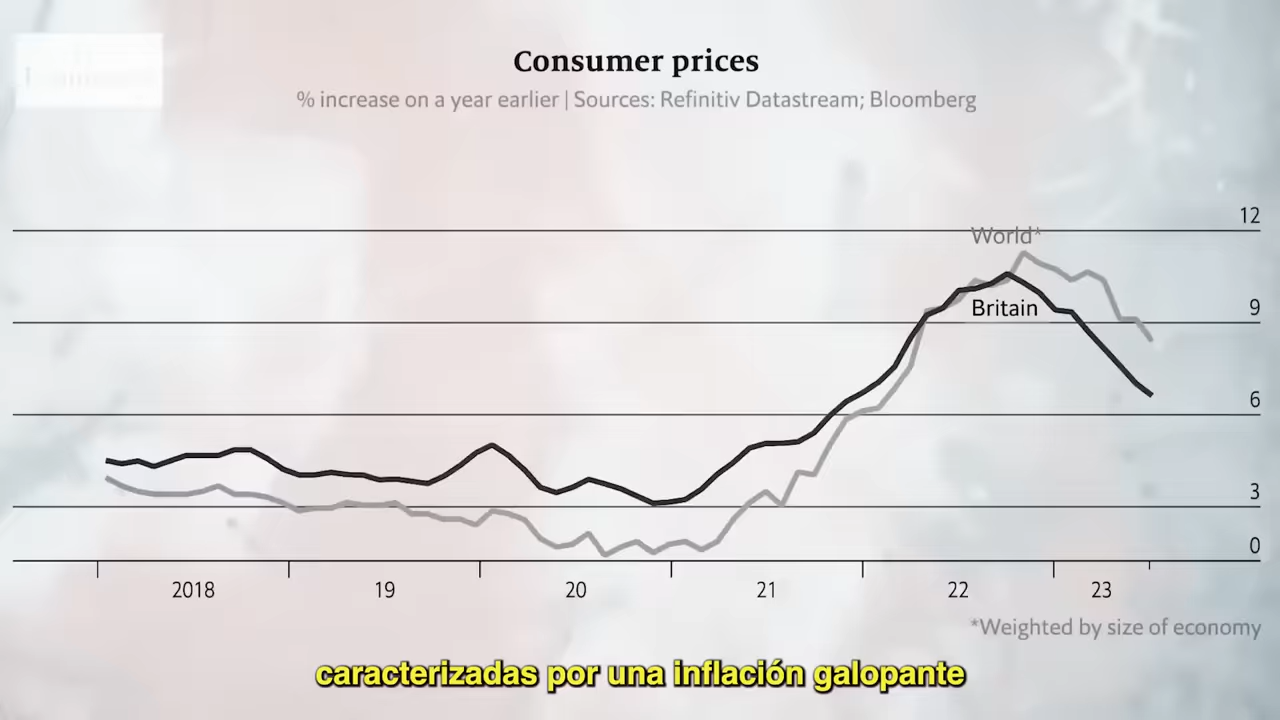 Consumer prices
% increase on a year earlier | Sources: Refinitiv Datastream; Bloomberg
12
World*
Britain
9
6
3
0
2018 19 20 21 22 23
*Weighted by size of economy
caracterizadas por una inflación galopante